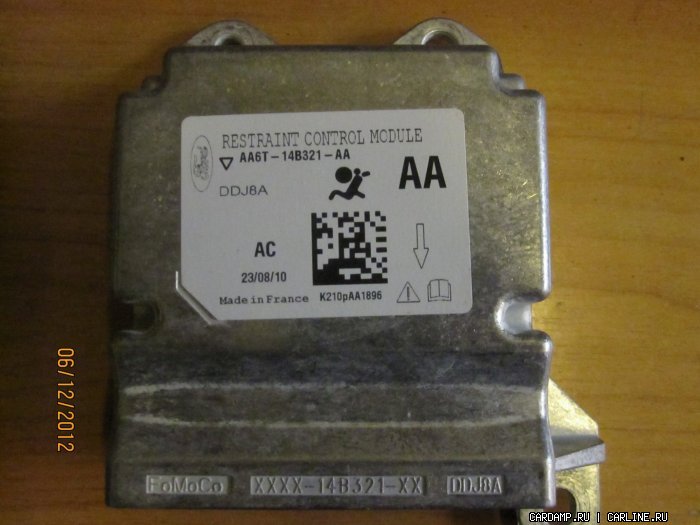 Ford
RESTRAINT CONTROL MODULE
AA6T-14B321-AA
DDJ8A
AA
AC
23/08/10
Made in France
K210pAA1896
FoMoCo XXXX-14B321-XX DDJ8A
06/12/2012
CARDAMP.RU | CARLINE.RU